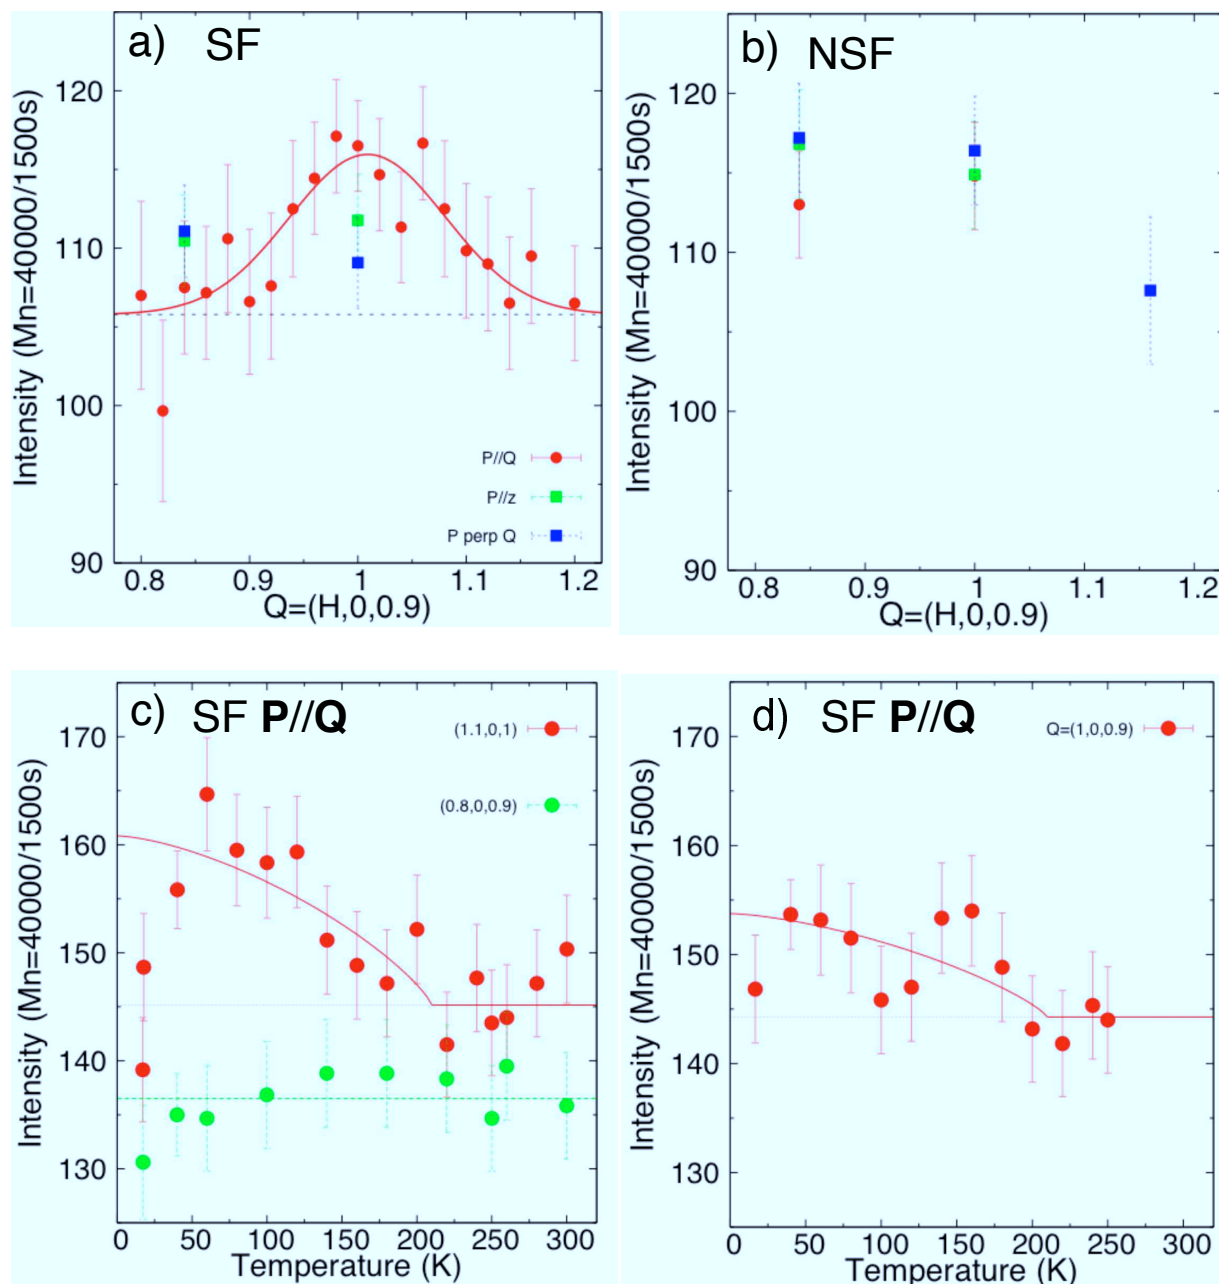 a) SF
Intensity (Mn=40000/1500s)
120
110
100
90
P//Q
P//z
P perp Q
0.8 0.9 1 1.1 1.2
Q=(H,0,0.9)
b) NSF
Intensity (Mn=40000/1500s)
120
110
100
90
0.8 0.9 1 1.1 1.2
Q=(H,0,0.9)
c) SF P//Q
Intensity (Mn=40000/1500s)
170
160
150
140
130
(1.1,0,1)
(0.8,0,0.9)
0 50 100 150 200 250 300
Temperature (K)
d) SF P//Q
Intensity (Mn=40000/1500s)
170
160
150
140
130
Q=(1,0,0.9)
0 50 100 150 200 250 300
Temperature (K)